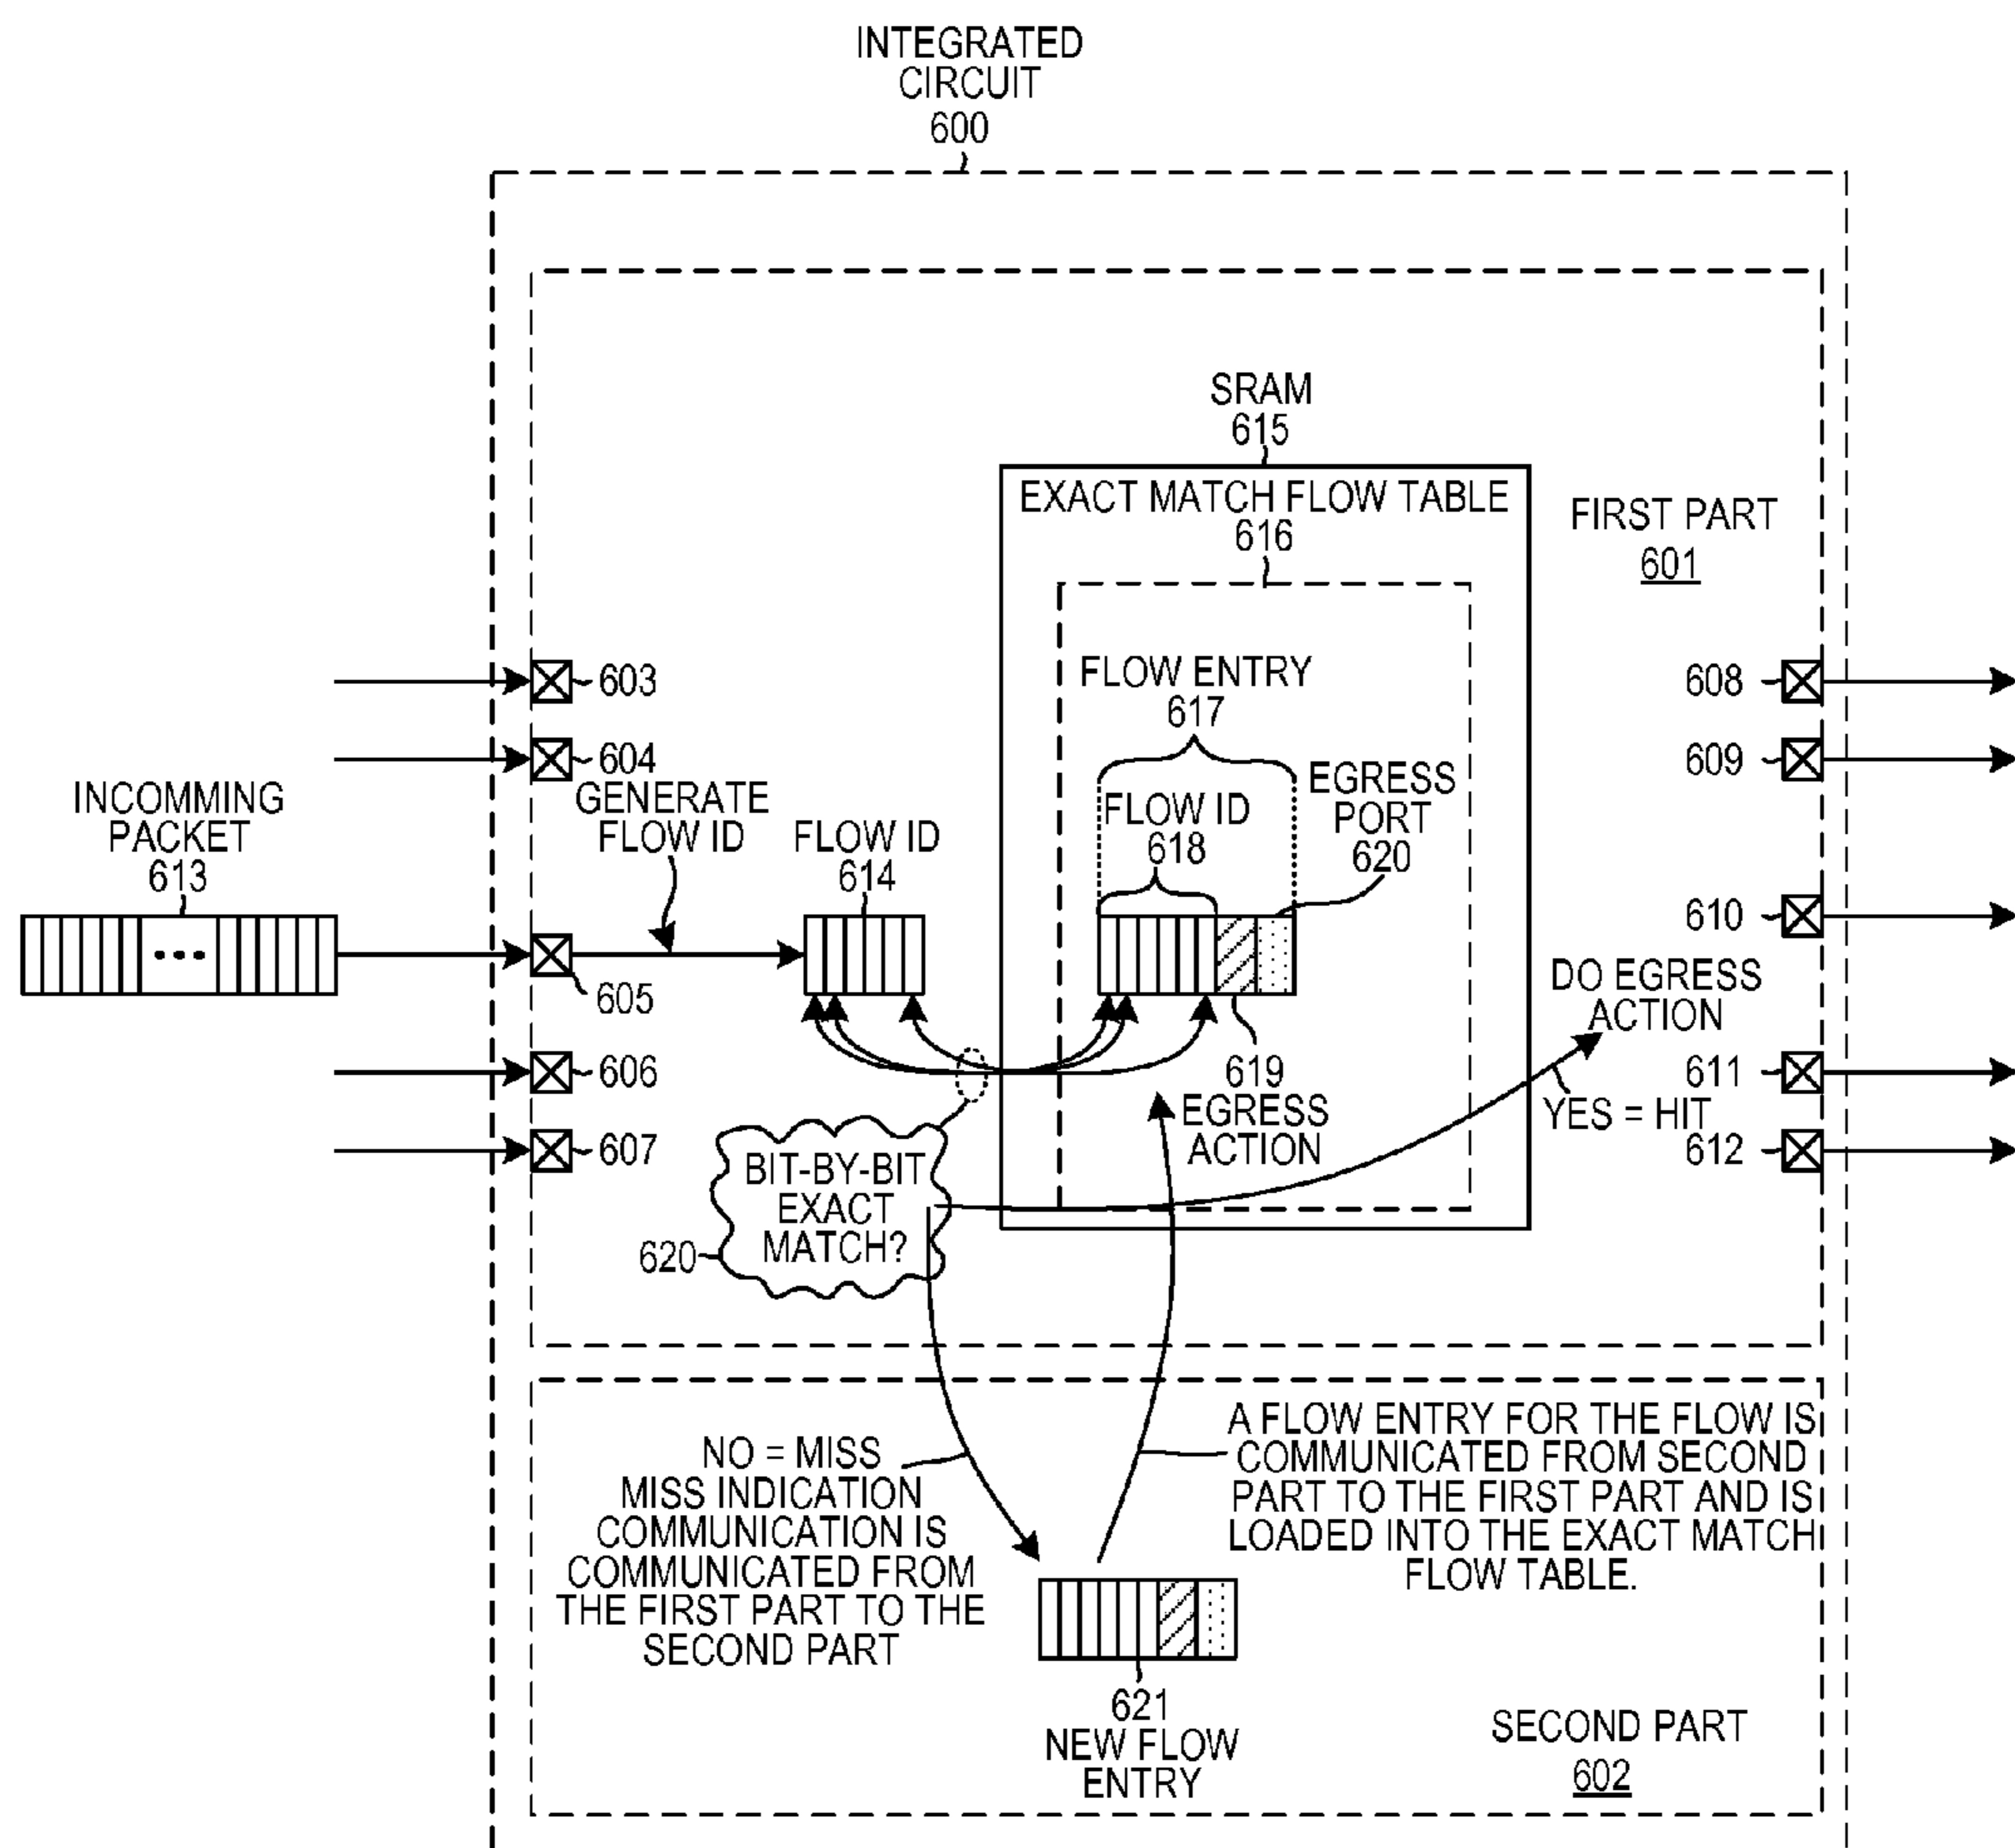 INTEGRATED
CIRCUIT
600
SRAM
615
EXACT MATCH FLOW TABLE
616
FIRST PART
601
FLOW ENTRY
617
603
608
604
609
INCOMMING
PACKET
613
GENERATE
FLOW ID
FLOW ID
614
FLOW ID
618
EGRESS
PORT
620
605
610
DO EGRESS
ACTION
606
619
EGRESS
ACTION
611
YES = HIT
607
612
BIT-BY-BIT
EXACT
MATCH?
620
NO = MISS
MISS INDICATION
COMMUNICATION IS
COMMUNICATED FROM
THE FIRST PART TO THE
SECOND PART
A FLOW ENTRY FOR THE FLOW IS
COMMUNICATED FROM SECOND
PART TO THE FIRST PART AND IS
LOADED INTO THE EXACT MATCH
FLOW TABLE.
621
NEW FLOW
ENTRY
SECOND PART
602